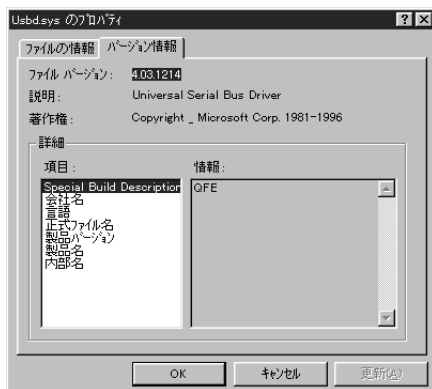 Usbd.sys のﾌﾟﾛﾊﾟﾃｨ
ファイルの情報 バージョン情報
ファイル バージョン: 4.03.1214
説明: Universal Serial Bus Driver
著作権: Copyright _ Microsoft Corp. 1981-1996
詳細
項目: 情報:
Special Build Description QFE
会社名
言語
正式ファイル名
製品バージョン
製品名
内部名
OK キャンセル 更新(A)